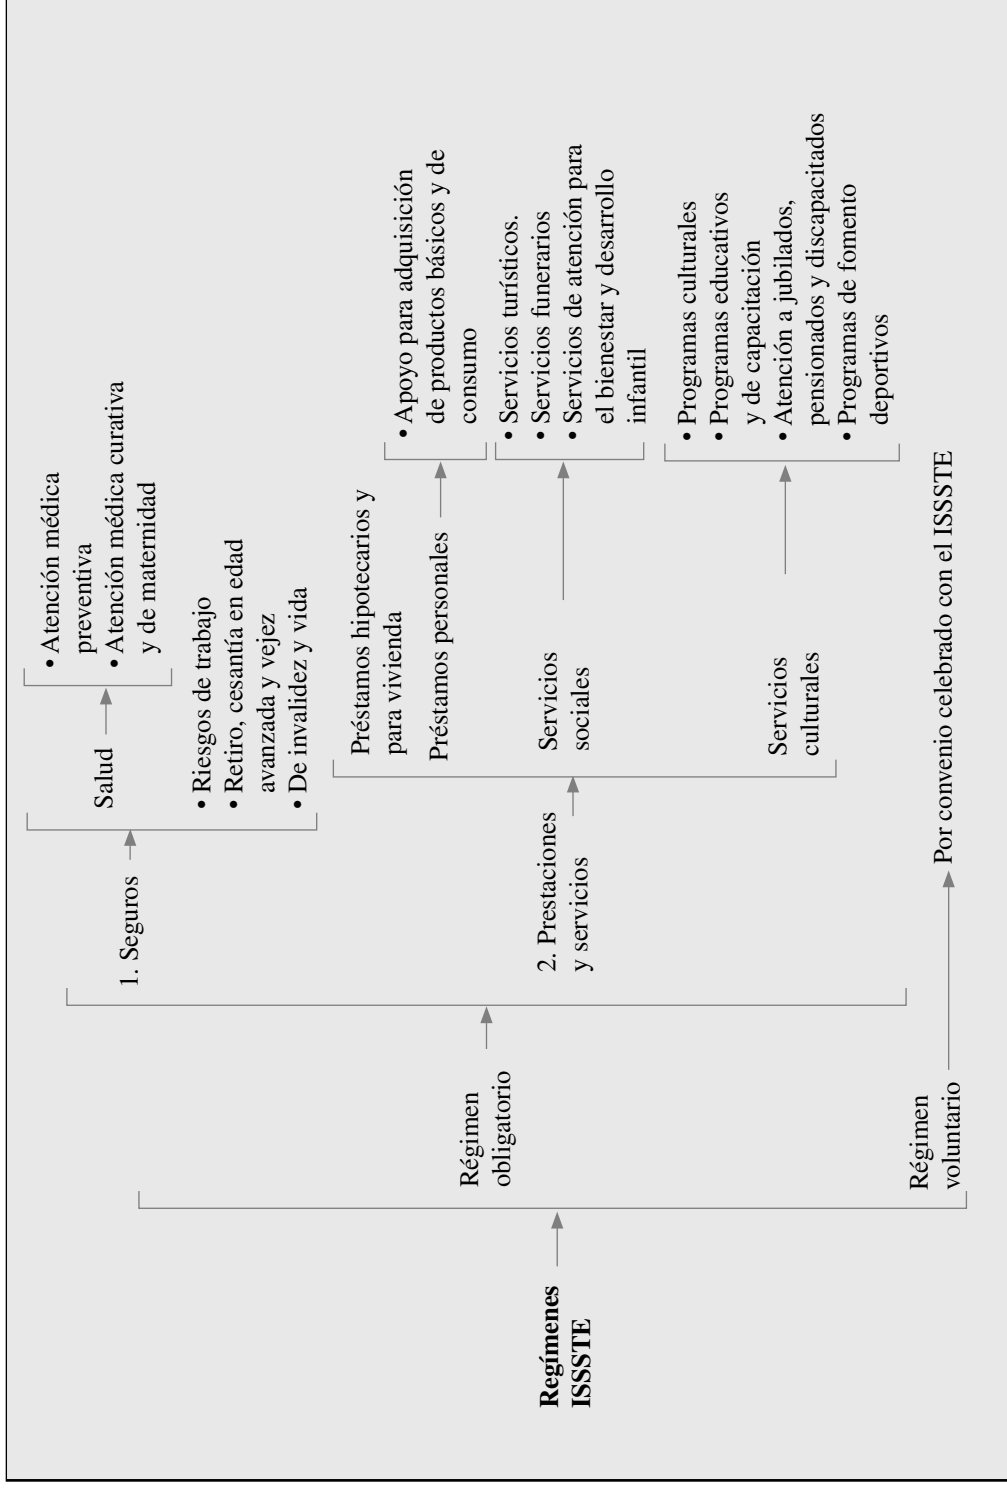 Regímenes
ISSSTE
Régimen
obligatorio
1. Seguros
Salud
• Atención médica
preventiva
• Atención médica curativa
y de maternidad
• Riesgos de trabajo
• Retiro, cesantía en edad
avanzada y vejez
• De invalidez y vida
2. Prestaciones
y servicios
Préstamos hipotecarios y
para vivienda
Préstamos personales
• Apoyo para adquisición
de productos básicos y de
consumo
Servicios
sociales
• Servicios turísticos.
• Servicios funerarios
• Servicios de atención para
el bienestar y desarrollo
infantil
Servicios
culturales
• Programas culturales
• Programas educativos
y de capacitación
• Atención a jubilados,
pensionados y discapacitados
• Programas de fomento
deportivos
Régimen
voluntario
Por convenio celebrado con el ISSSTE